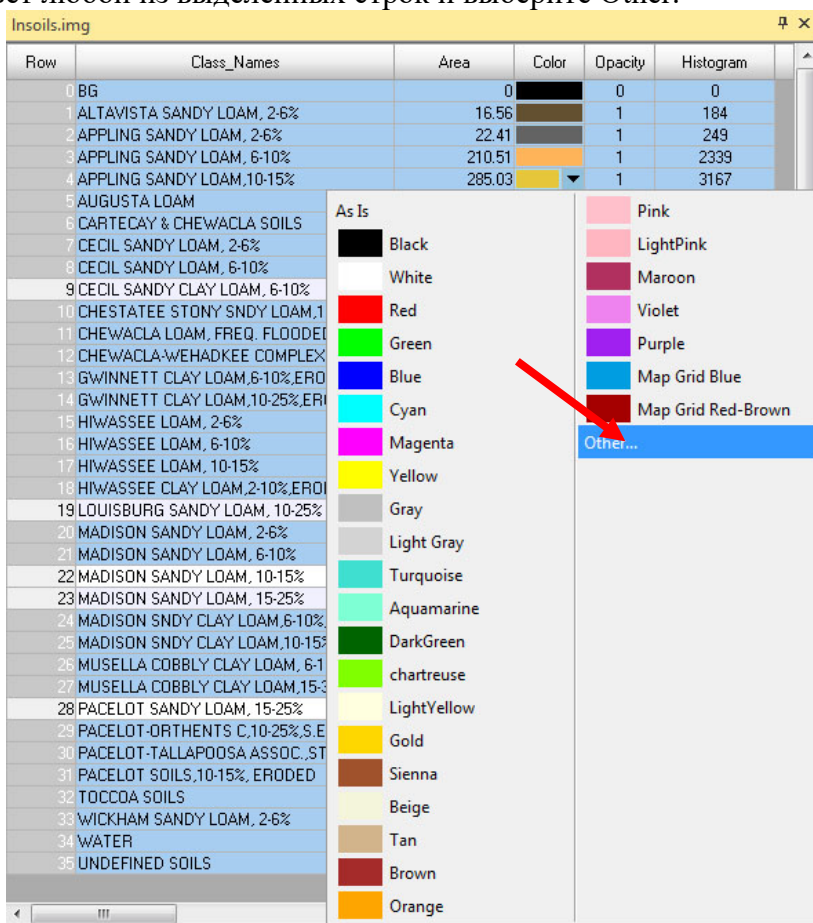 ет любой из выделенных строк и выберите Other.
Insoils.img
Row Class_Names Area Color Opacity Histogram
0 BG 0 0 0
1 ALTAVISTA SANDY LOAM, 2-6% 16.56 1 184
2 APPLING SANDY LOAM, 2-6% 22.41 1 249
3 APPLING SANDY LOAM, 6-10% 210.51 1 2339
4 APPLING SANDY LOAM,10-15% 285.03 1 3167
5 AUGUSTA LOAM
6 CARTECAY & CHEWACLA SOILS
7 CECIL SANDY LOAM, 2-6%
8 CECIL SANDY LOAM, 6-10%
9 CECIL SANDY CLAY LOAM, 6-10%
10 CHESTATEE STONY SNDY LOAM,1
11 CHEWACLA LOAM, FREQ. FLOODED
12 CHEWACLA-WEHADKEE COMPLEX
13 GWINNETT CLAY LOAM,6-10%,ERO
14 GWINNETT CLAY LOAM,10-25%,ER
15 HIWASSEE LOAM, 2-6%
16 HIWASSEE LOAM, 6-10%
17 HIWASSEE LOAM, 10-15%
18 HIWASSEE CLAY LOAM,2-10%,ERO
19 LOUISBURG SANDY LOAM, 10-25%
20 MADISON SANDY LOAM, 2-6%
21 MADISON SANDY LOAM, 6-10%
22 MADISON SANDY LOAM, 10-15%
23 MADISON SANDY LOAM, 15-25%
24 MADISON SNDY CLAY LOAM,6-10%,
25 MADISON SNDY CLAY LOAM,10-15%
26 MUSELLA COBBLY CLAY LOAM, 6-1
27 MUSELLA COBBLY CLAY LOAM,15-3
28 PACELOT SANDY LOAM, 15-25%
29 PACELOT-ORTHENTS C,10-25%,S.E
30 PACELOT-TALLAPOOSA ASSOC.,ST
31 PACELOT SOILS,10-15%, ERODED
32 TOCCOA SOILS
33 WICKHAM SANDY LOAM, 2-6%
34 WATER
35 UNDEFINED SOILS
As Is
Black
White
Red
Green
Blue
Cyan
Magenta
Yellow
Gray
Light Gray
Turquoise
Aquamarine
DarkGreen
chartreuse
LightYellow
Gold
Sienna
Beige
Tan
Brown
Orange
Pink
LightPink
Maroon
Violet
Purple
Map Grid Blue
Map Grid Red-Brown
Other...